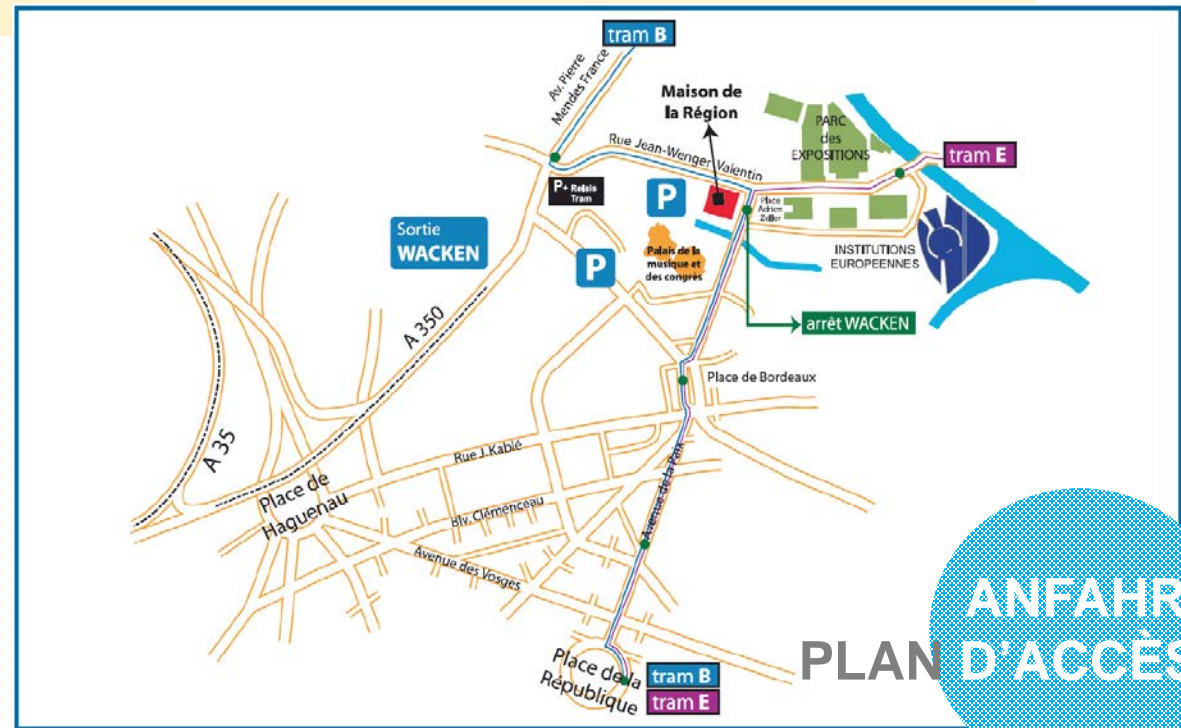 tram B
Av. Pierre
Mendes France
Maison de
la Région
PARC
des
EXPOSITIONS
Rue Jean-Wenger-Valentin
tram E
P+ Relais
Tram
P
Place
Adrien
Zeller
Sortie
WACKEN
P
Palais de la
musique et
des congrès
INSTITUTIONS
EUROPEENNES
A 350
arrêt WACKEN
Place de Bordeaux
A 35
Rue J. Kablé
Place de
Haguenau
Blv. Clémenceau
Avenue de la Paix
Avenue des Vosges
Place de la
République
tram B
tram E
ANFAHR
PLAN D'ACCÈS